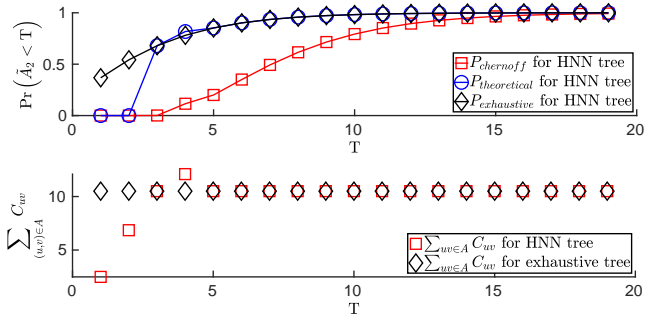 Pr (Ã₂ < T)
1
0.5
0
P_chernoff for HNN tree
P_theoretical for HNN tree
P_exhaustive for HNN tree
0 5 10 15 20
T
∑_(u,v)∈A C_uv
10
5
∑_uv∈A C_uv for HNN tree
∑_uv∈A C_uv for exhaustive tree
0 5 10 15 20
T